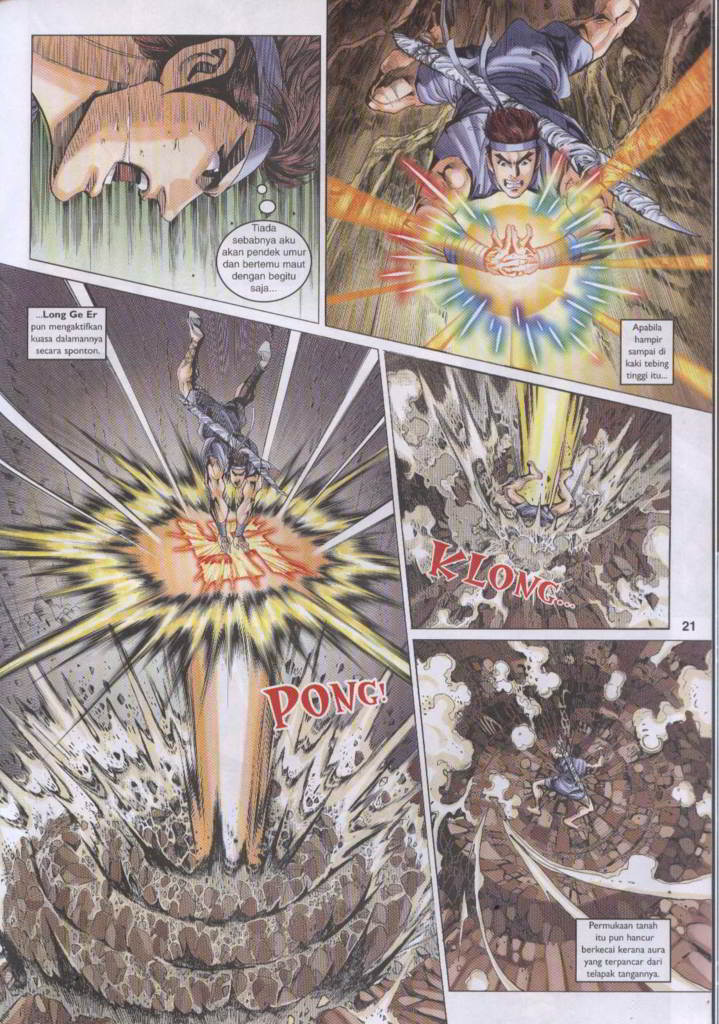 Tiada
sebabnya aku
akan pendek umur
dan bertemu maut
dengan begitu
saja...
Apabila
hampir
sampai di
kaki tebing
tinggi itu...
...Long Ge Er
pun mengaktifkan
kuasa dalamannya
secara sponton.
KLONG...
PONG!
21
Permukaan tanah
itu pun hancur
berkecai kerana aura
yang terpancar dari
telapak tangannya.